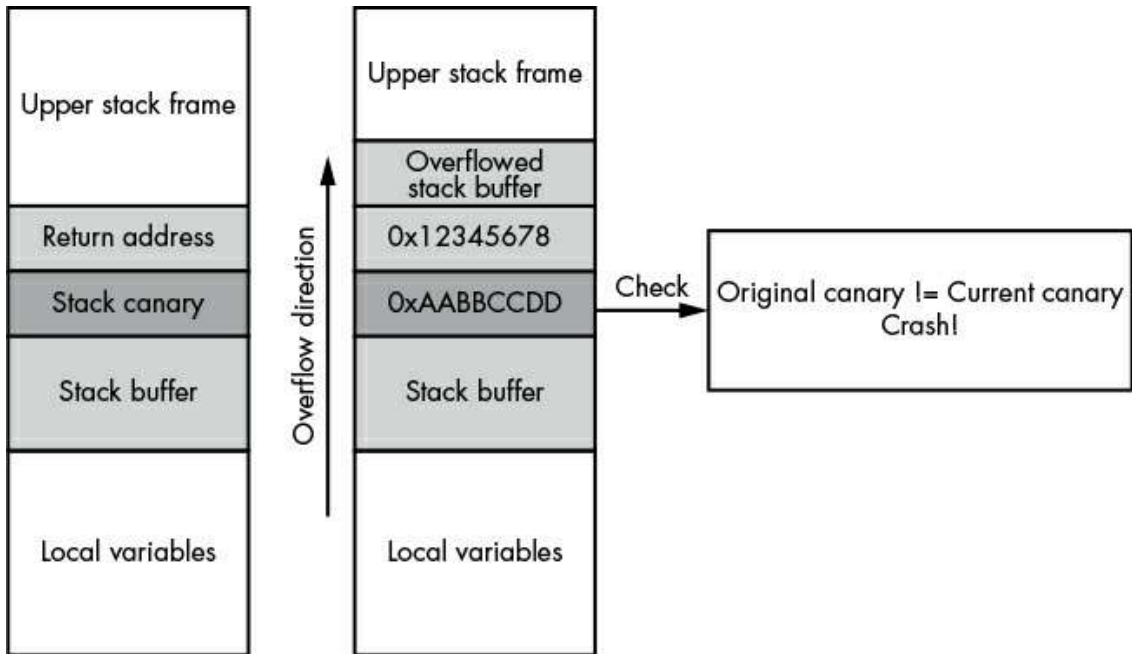 Upper stack frame
Return address
Stack canary
Stack buffer
Local variables
Overflow direction
Upper stack frame
Overflowed
stack buffer
0x12345678
0xAABBCCDD
Stack buffer
Local variables
Check
Original canary != Current canary
Crash!